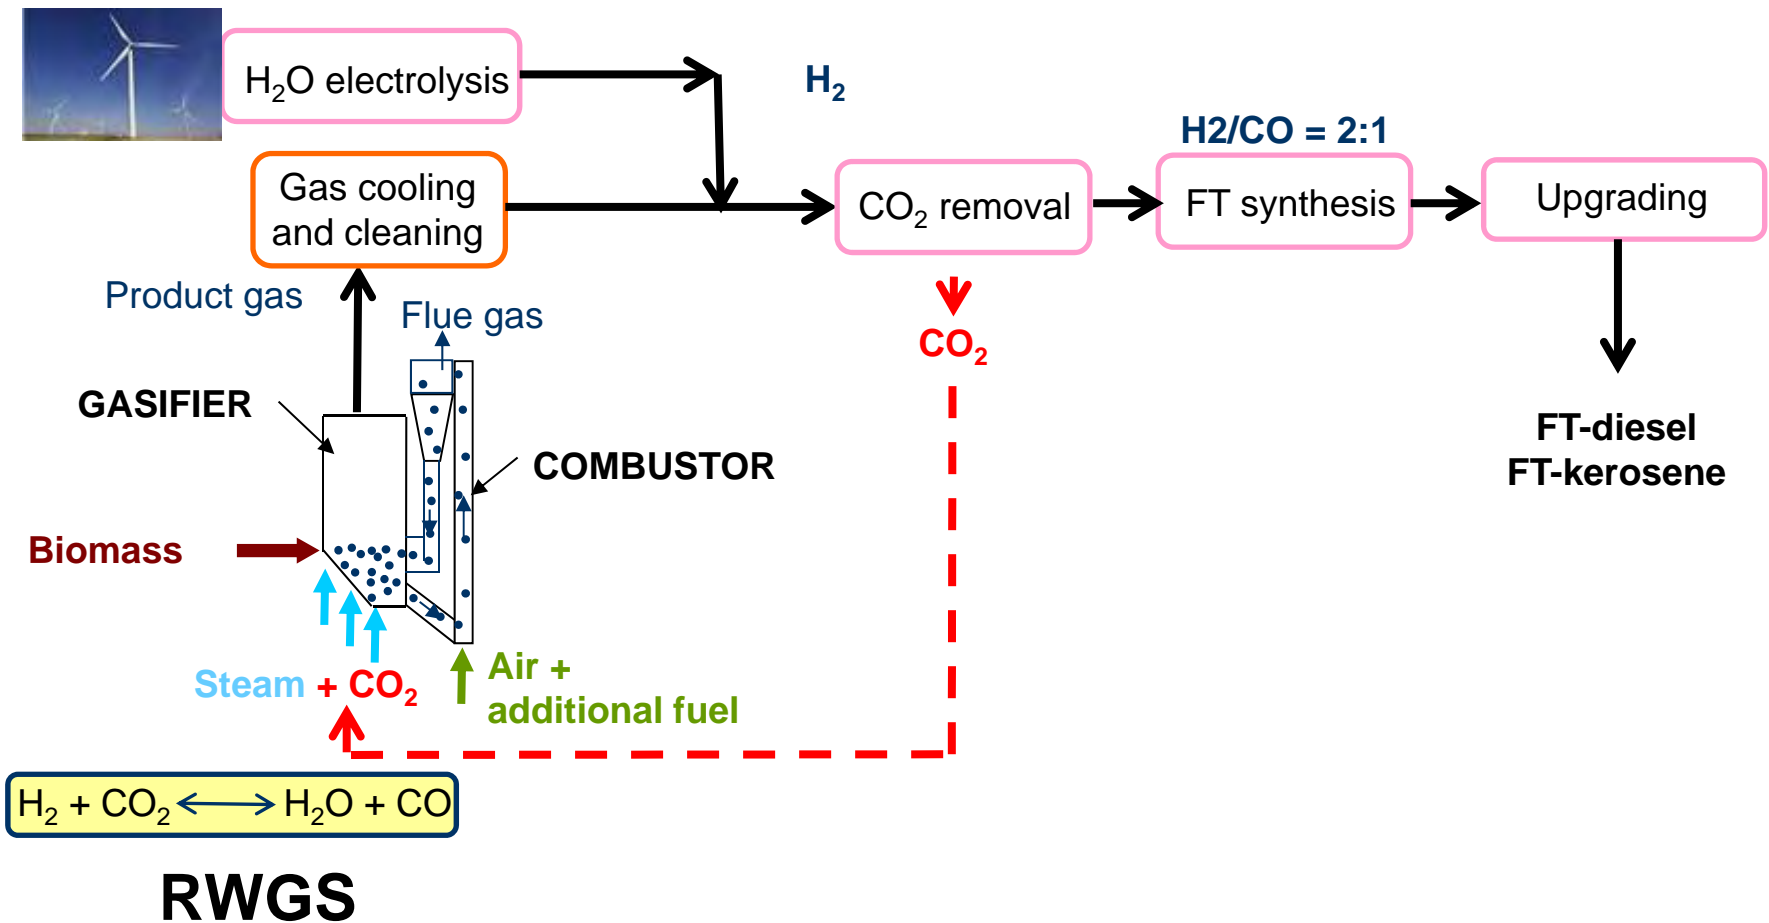 H₂O electrolysis
H₂
H2/CO = 2:1
Gas cooling
and cleaning
CO₂ removal
FT synthesis
Upgrading
Product gas
Flue gas
CO₂
GASIFIER
COMBUSTOR
FT-diesel
FT-kerosene
Biomass
Steam + CO₂
Air +
additional fuel
H₂ + CO₂ ⟷ H₂O + CO
RWGS